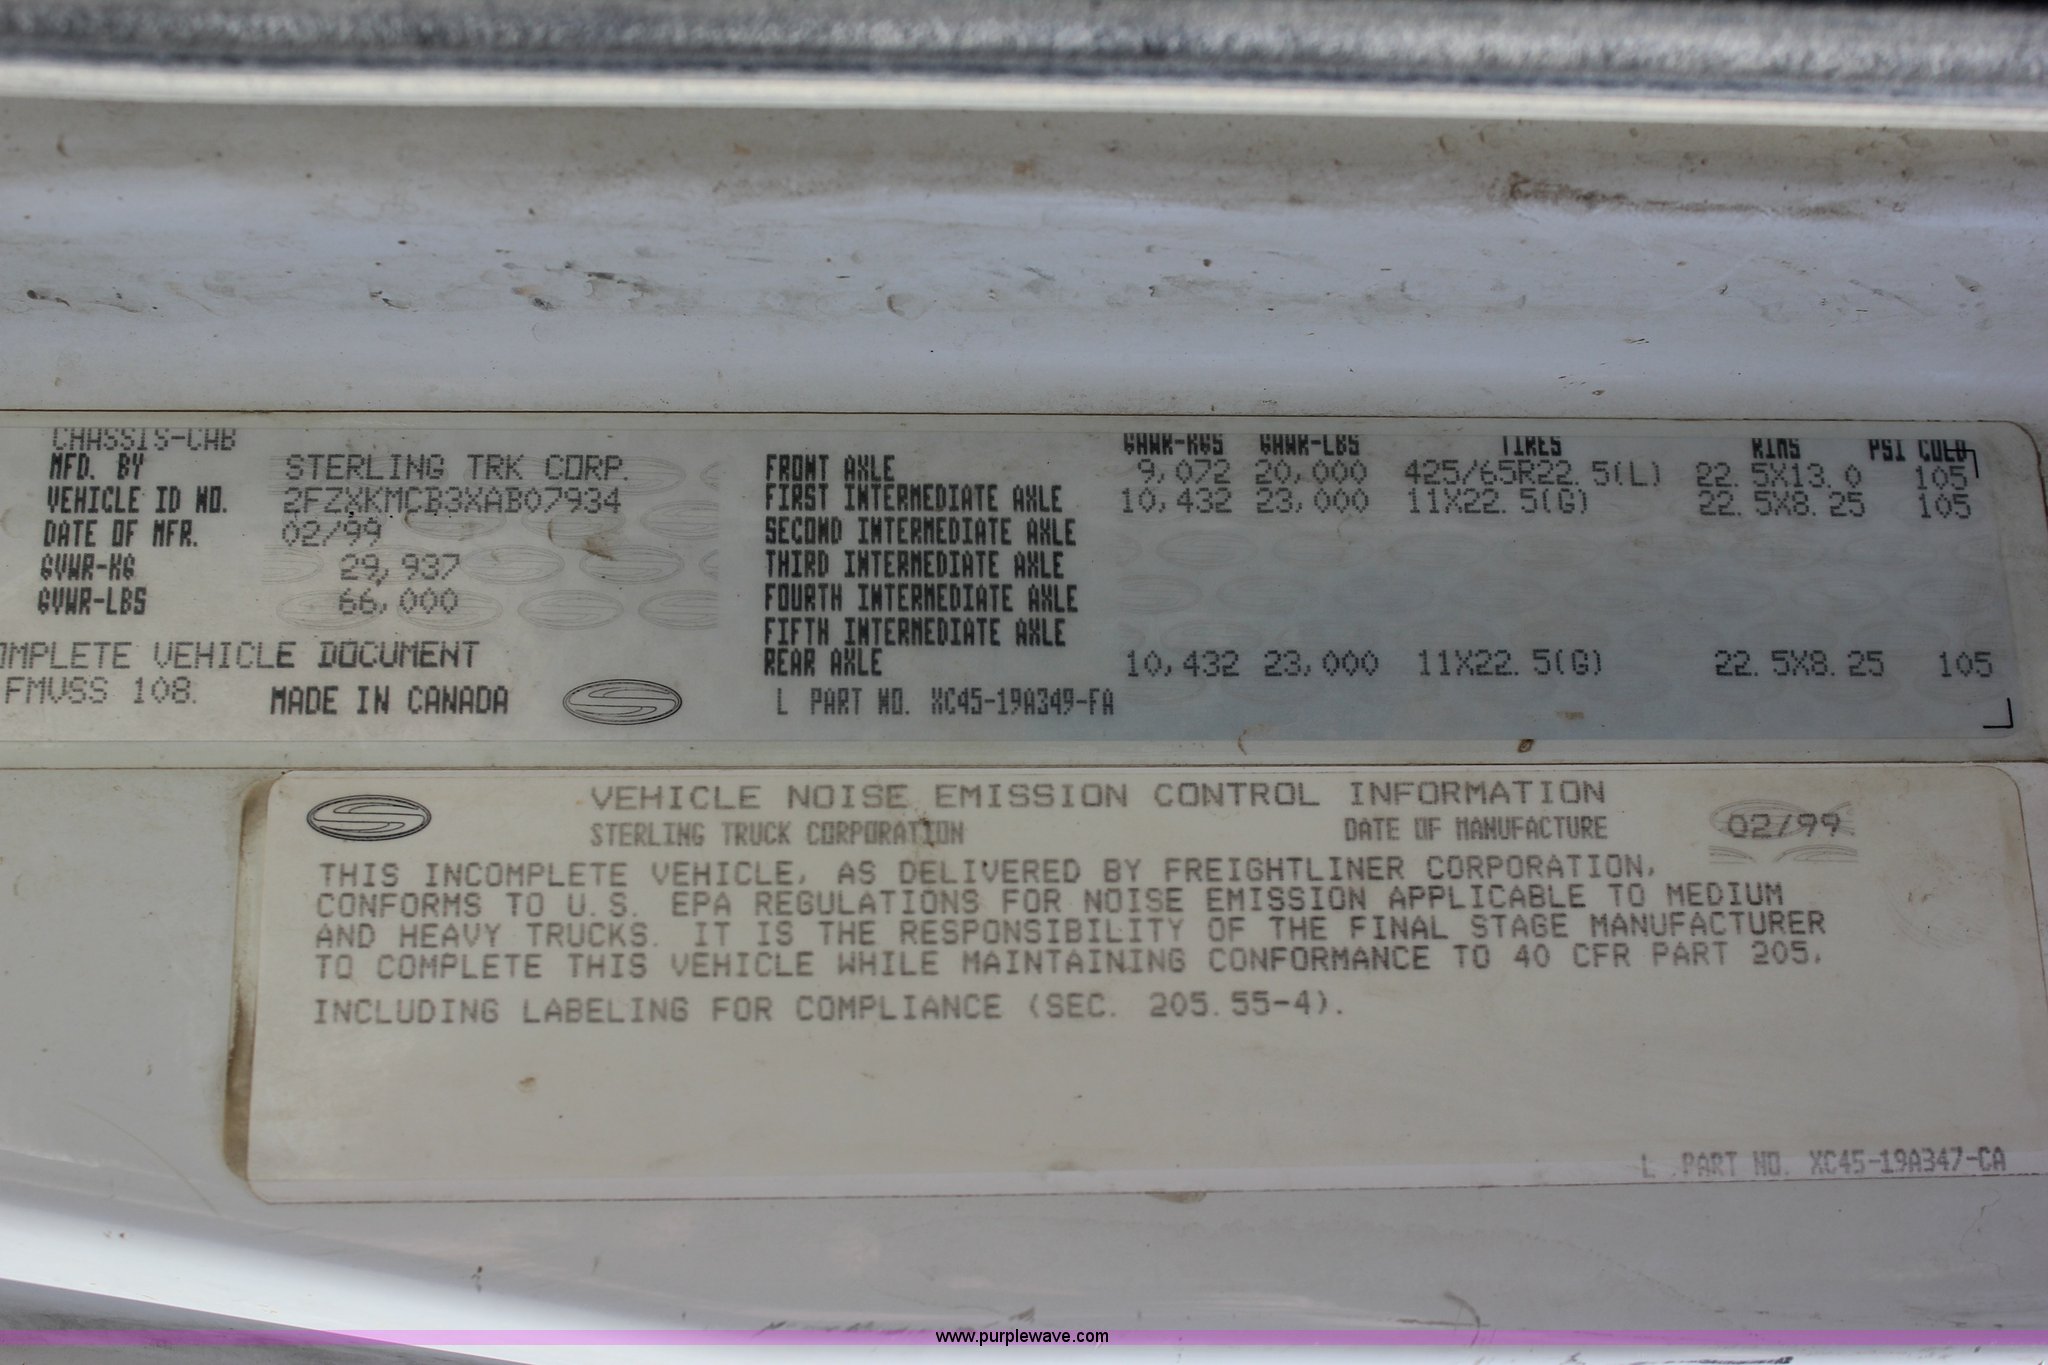 CHASSIS-CAB
MFD. BY STERLING TRK CORP.
VEHICLE ID NO. 2FZXKMCB3XAB07934
DATE OF MFR. 02/99
GVWR-KG 29,937
GVWR-LBS 66,000
OMPLETE VEHICLE DOCUMENT
FMVSS 108.
MADE IN CANADA
GAWR-KGS GAWR-LBS TIRES RIMS PSI COLD
FRONT AXLE 9,072 20,000 425/65R22.5(L) 22.5X13.0 105
FIRST INTERMEDIATE AXLE 10,432 23,000 11X22.5(G) 22.5X8.25 105
SECOND INTERMEDIATE AXLE
THIRD INTERMEDIATE AXLE
FOURTH INTERMEDIATE AXLE
FIFTH INTERMEDIATE AXLE
REAR AXLE 10,432 23,000 11X22.5(G) 22.5X8.25 105
L PART NO. XC45-19A349-FA
VEHICLE NOISE EMISSION CONTROL INFORMATION
STERLING TRUCK CORPORATION DATE OF MANUFACTURE 02/99
THIS INCOMPLETE VEHICLE, AS DELIVERED BY FREIGHTLINER CORPORATION,
CONFORMS TO U.S. EPA REGULATIONS FOR NOISE EMISSION APPLICABLE TO MEDIUM
AND HEAVY TRUCKS. IT IS THE RESPONSIBILITY OF THE FINAL STAGE MANUFACTURER
TO COMPLETE THIS VEHICLE WHILE MAINTAINING CONFORMANCE TO 40 CFR PART 205,
INCLUDING LABELING FOR COMPLIANCE (SEC. 205.55-4).
L PART NO. XC45-19A347-CA
www.purplewave.com